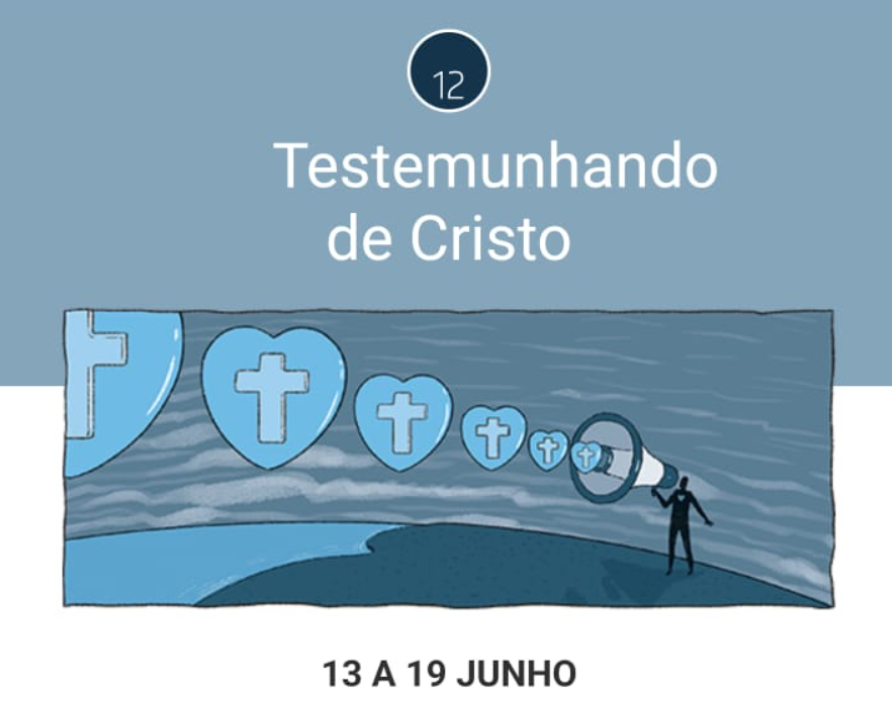 12
Testemunhando
de Cristo
13 A 19 JUNHO